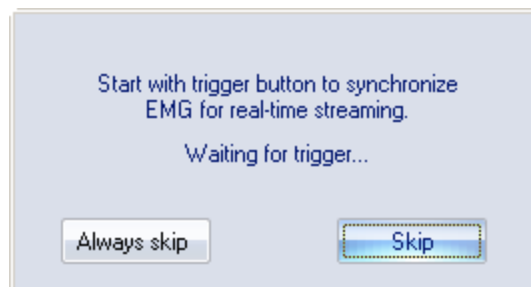 Start with trigger button to synchronize
EMG for real-time streaming.
Waiting for trigger...
Always skip
Skip